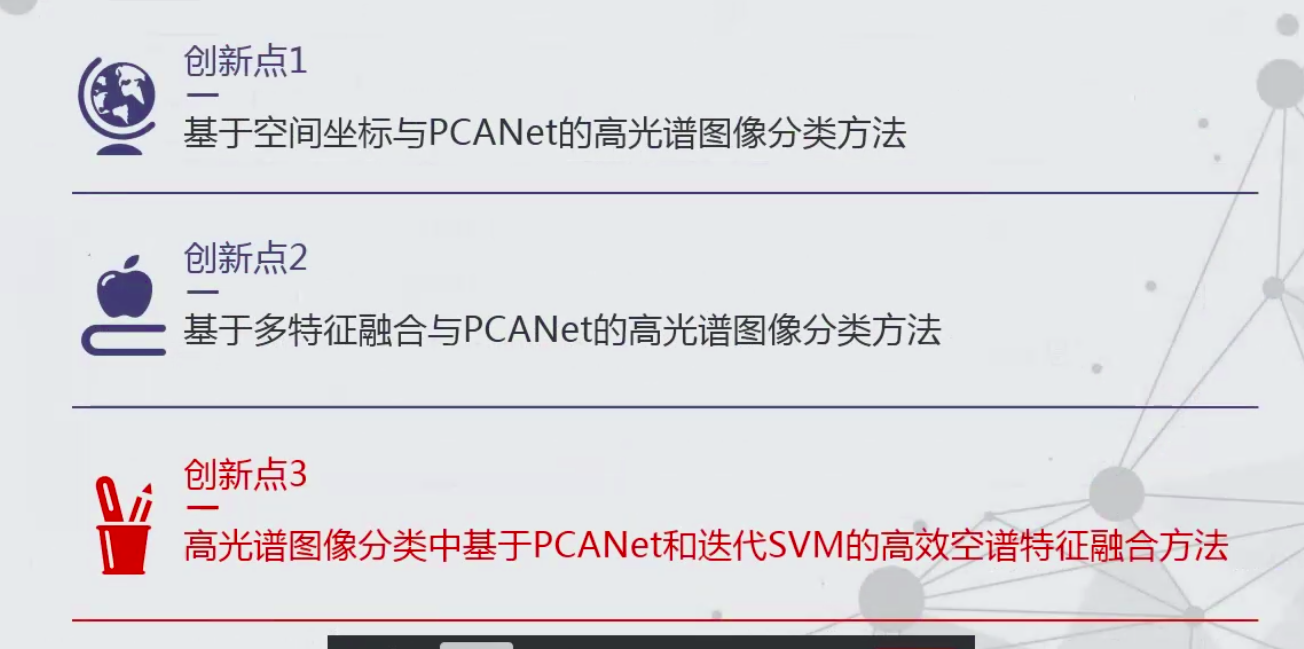 创新点1
基于空间坐标与PCANet的高光谱图像分类方法
创新点2
基于多特征融合与PCANet的高光谱图像分类方法
创新点3
高光谱图像分类中基于PCANet和迭代SVM的高效空谱特征融合方法